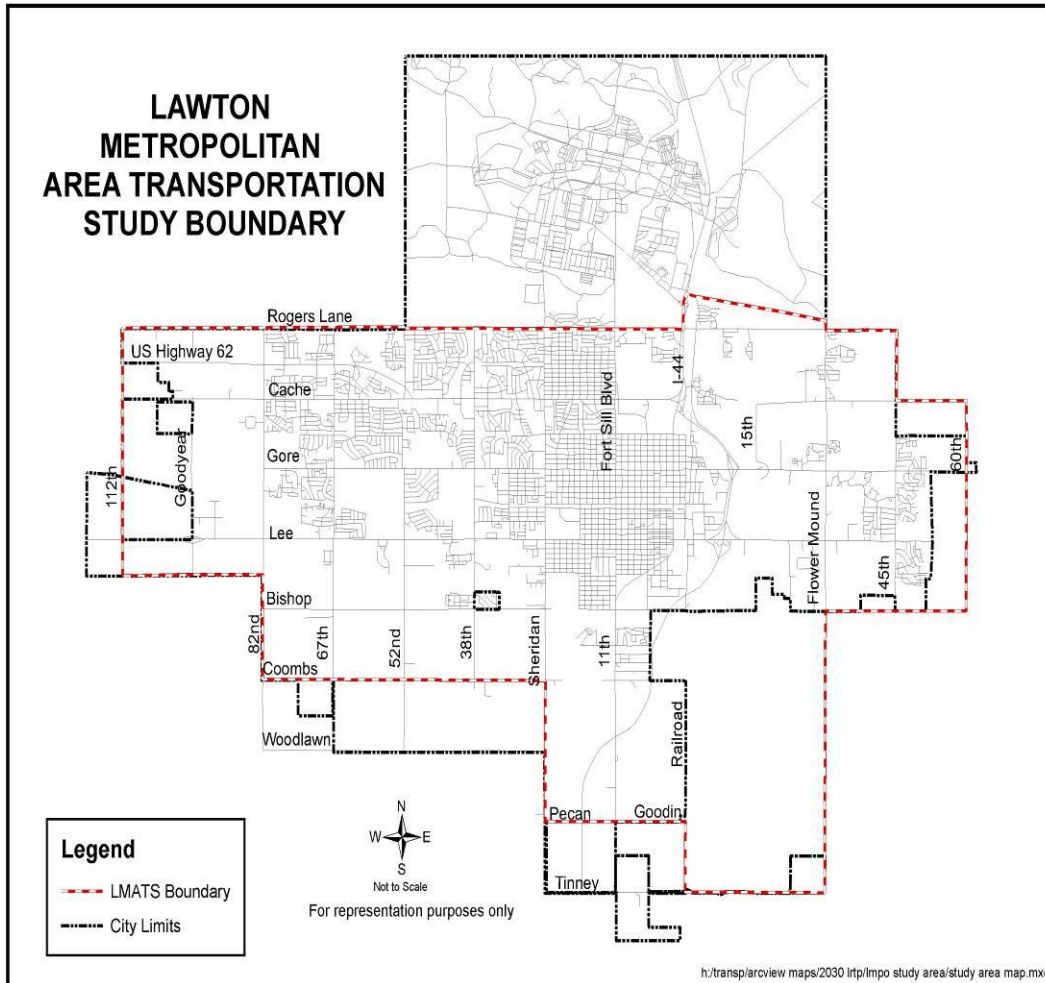 LAWTON
METROPOLITAN
AREA TRANSPORTATION
STUDY BOUNDARY
Rogers Lane
US Highway 62
Cache
Gore
Lee
Bishop
Coombs
Woodlawn
112th
Goodyear
82nd
67th
52nd
38th
Sheridan
Fort Sill Blvd
11th
I-44
Railroad
15th
Flower Mound
45th
60th
Pecan
Goodin
Tinney
N
W
E
S
Not to Scale
For representation purposes only
Legend
LMATS Boundary
City Limits
h:/transp/arcview maps/2030 lrtp/lmpo study area/study area map.mx